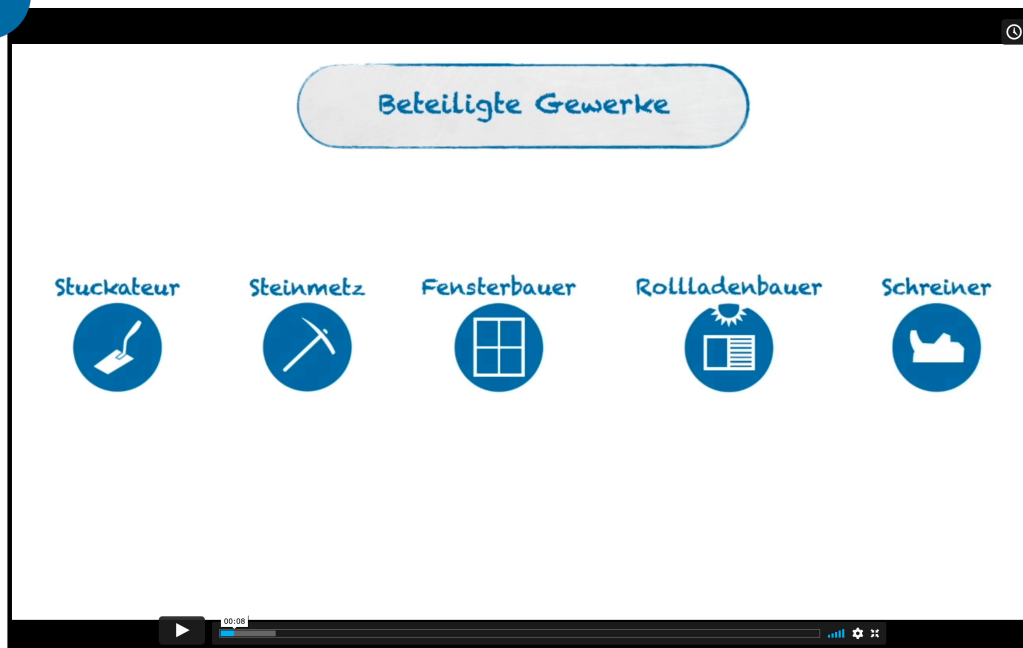 Beteiligte Gewerke
Stuckateur
Steinmetz
Fensterbauer
Rollladenbauer
Schreiner
00:08